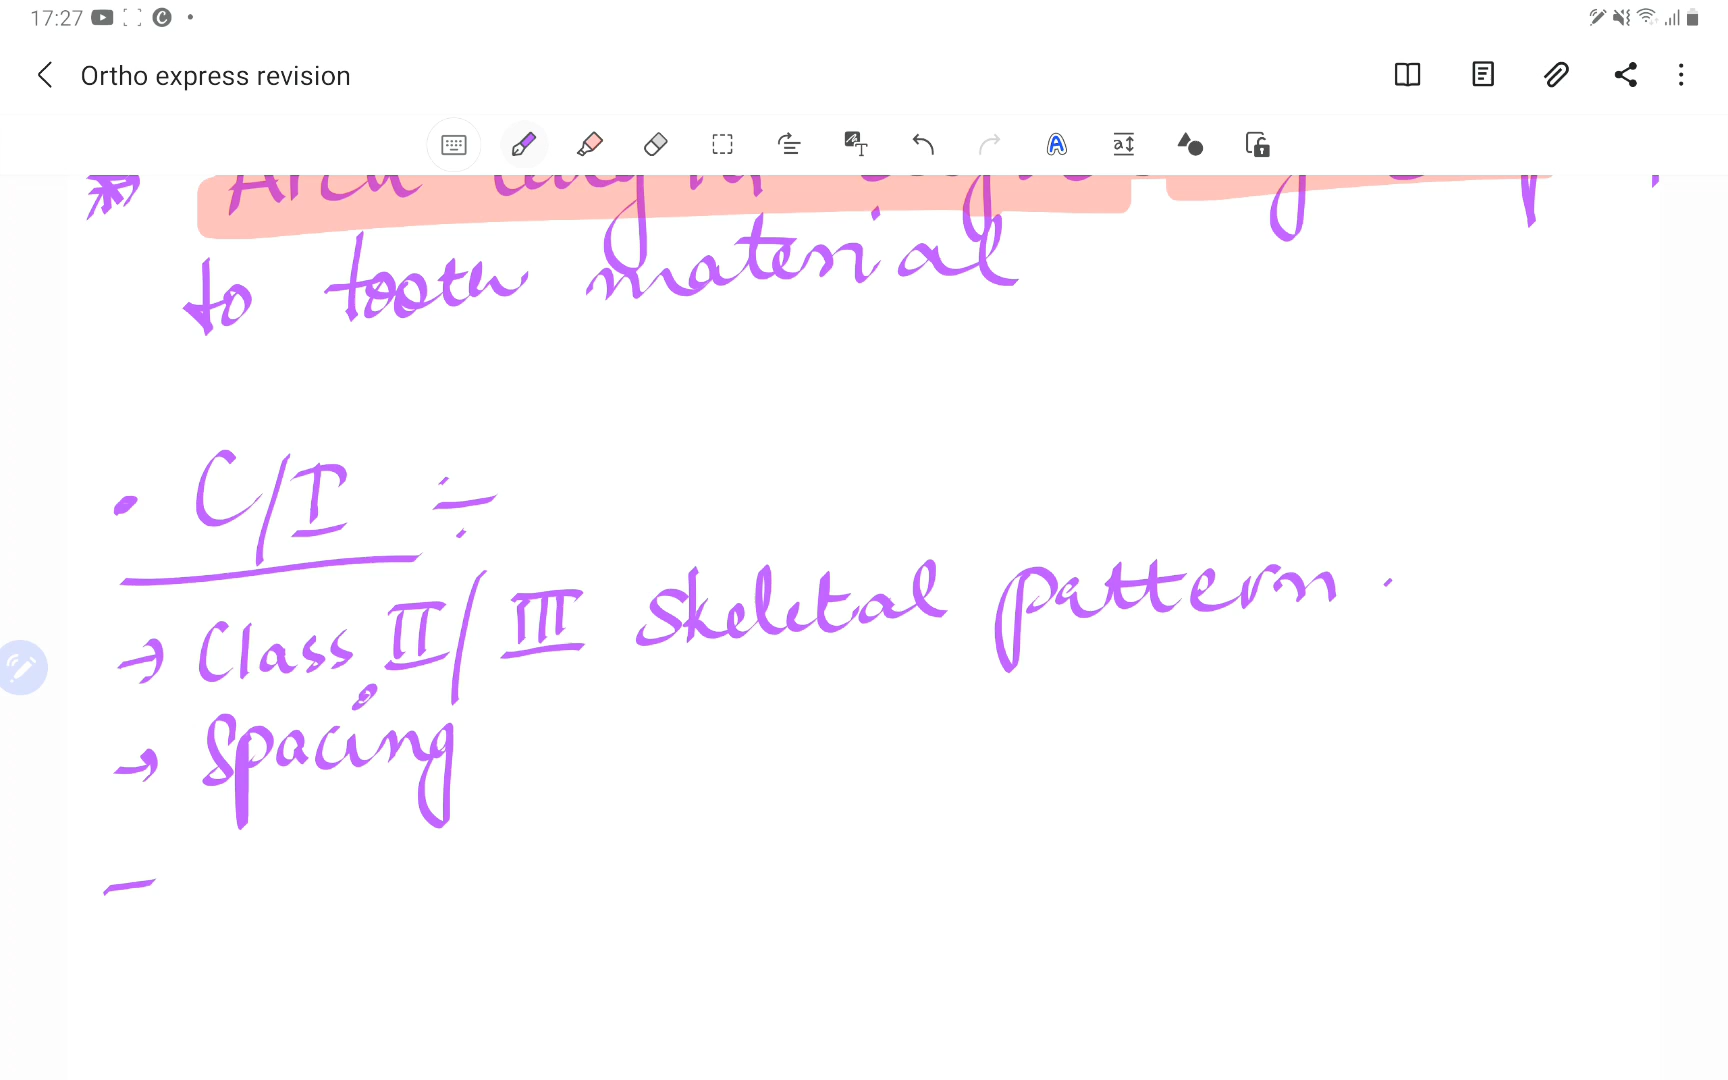 17:27
Ortho express revision
to tooth material
• C/I :-
→ Class II/III Skeletal pattern.
→ Spacing